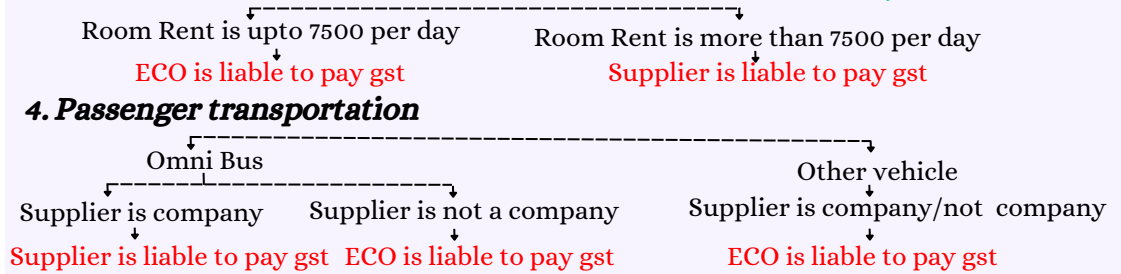 Room Rent is upto 7500 per day
Room Rent is more than 7500 per day
ECO is liable to pay gst
Supplier is liable to pay gst
4. Passenger transportation
Omni Bus
Other vehicle
Supplier is company
Supplier is not a company
Supplier is company/not company
Supplier is liable to pay gst
ECO is liable to pay gst
ECO is liable to pay gst